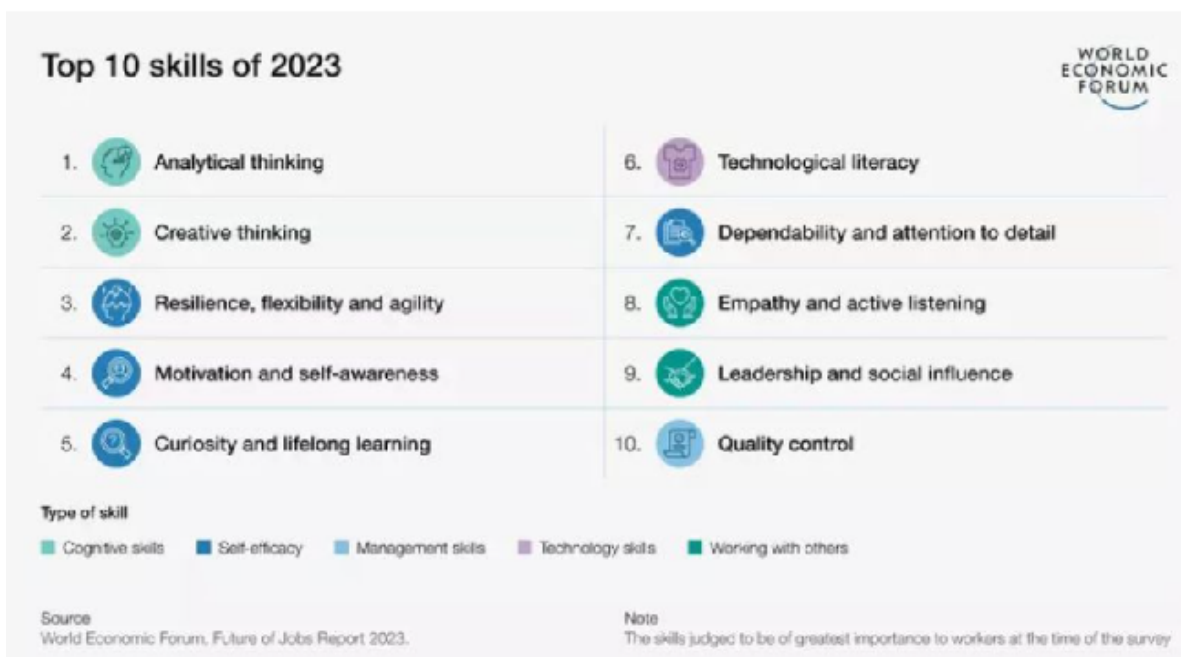 Top 10 skills of 2023
WORLD
ECONOMIC
FORUM
1. Analytical thinking
2. Creative thinking
3. Resilience, flexibility and agility
4. Motivation and self-awareness
5. Curiosity and lifelong learning
6. Technological literacy
7. Dependability and attention to detail
8. Empathy and active listening
9. Leadership and social influence
10. Quality control
Type of skill
Cognitive skills Self-efficacy Management skills Technology skills Working with others
Source
World Economic Forum, Future of Jobs Report 2023.
Note
The skills judged to be of greatest importance to workers at the time of the survey